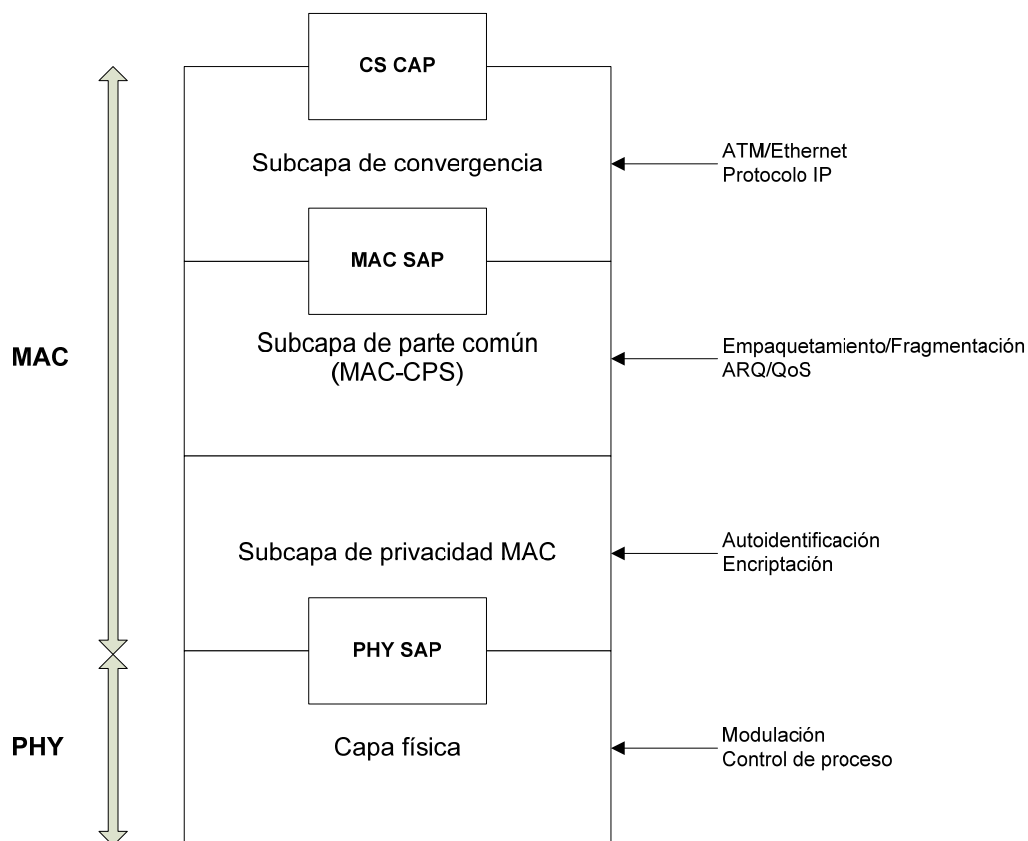 CS CAP
Subcapa de convergencia
ATM/Ethernet
Protocolo IP
MAC SAP
MAC
Subcapa de parte común
(MAC-CPS)
Empaquetamiento/Fragmentación
ARQ/QoS
Subcapa de privacidad MAC
Autoidentificación
Encriptación
PHY SAP
PHY
Capa física
Modulación
Control de proceso